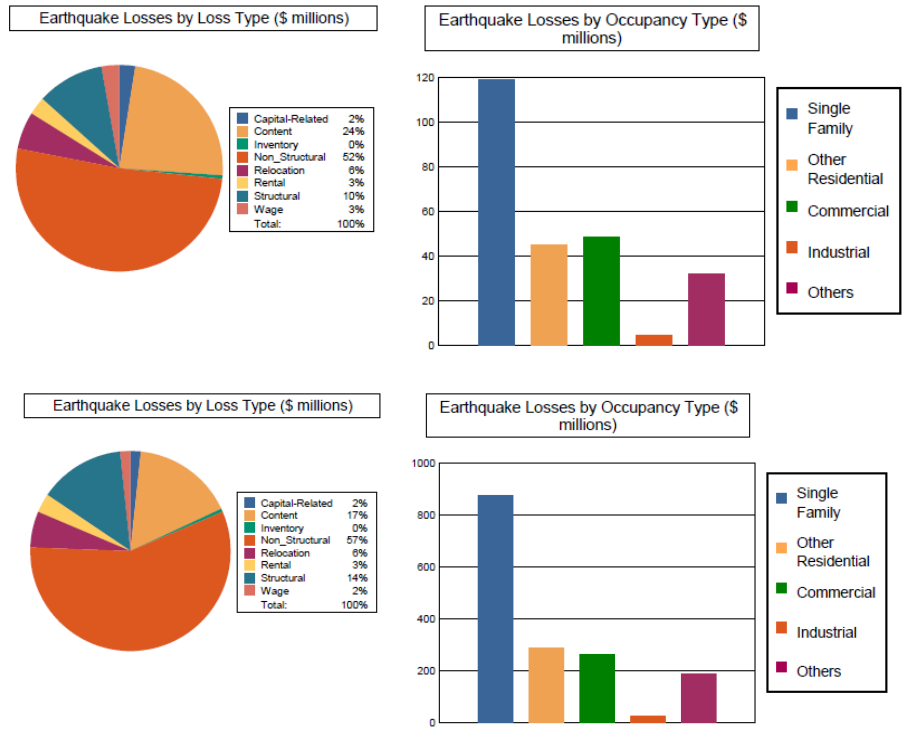 Earthquake Losses by Loss Type ($ millions)
Capital-Related 2%
Content 24%
Inventory 0%
Non_Structural 52%
Relocation 6%
Rental 3%
Structural 10%
Wage 3%
Total: 100%
Earthquake Losses by Occupancy Type ($
millions)
120
100
80
60
40
20
0
Single
Family
Other
Residential
Commercial
Industrial
Others
Earthquake Losses by Loss Type ($ millions)
Capital-Related 2%
Content 17%
Inventory 0%
Non_Structural 57%
Relocation 6%
Rental 3%
Structural 14%
Wage 2%
Total: 100%
Earthquake Losses by Occupancy Type ($
millions)
1000
800
600
400
200
0
Single
Family
Other
Residential
Commercial
Industrial
Others